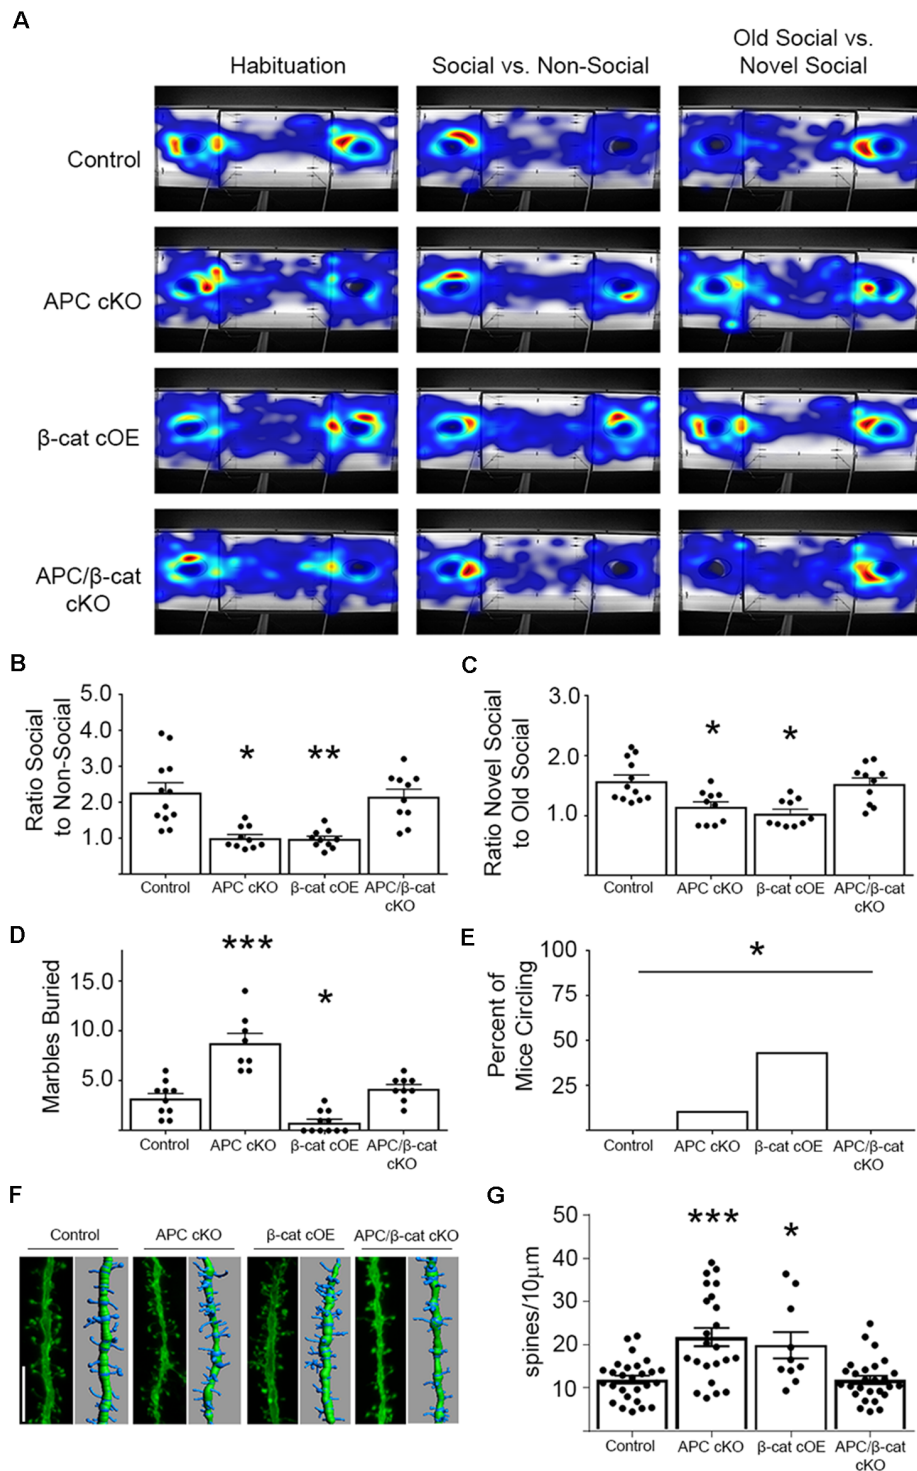 A
Habituation
Social vs. Non-Social
Old Social vs.
Novel Social
Control
APC cKO
β-cat cOE
APC/β-cat
cKO
B
Ratio Social
to Non-Social
5.0
4.0
3.0
2.0
1.0
*
**
Control
APC cKO
β-cat cOE
APC/β-cat
cKO
C
Ratio Novel Social
to Old Social
3.0
2.0
1.0
*
*
Control
APC cKO
β-cat cOE
APC/β-cat
cKO
D
Marbles Buried
15.0
10.0
5.0
***
*
Control
APC cKO
β-cat cOE
APC/β-cat
cKO
E
Percent of
Mice Circling
100
75
50
25
*
Control
APC cKO
β-cat cOE
APC/β-cat
cKO
F
Control
APC cKO
β-cat cOE
APC/β-cat cKO
G
spines/10μm
50
40
30
20
10
***
*
Control
APC cKO
β-cat cOE
APC/β-cat
cKO